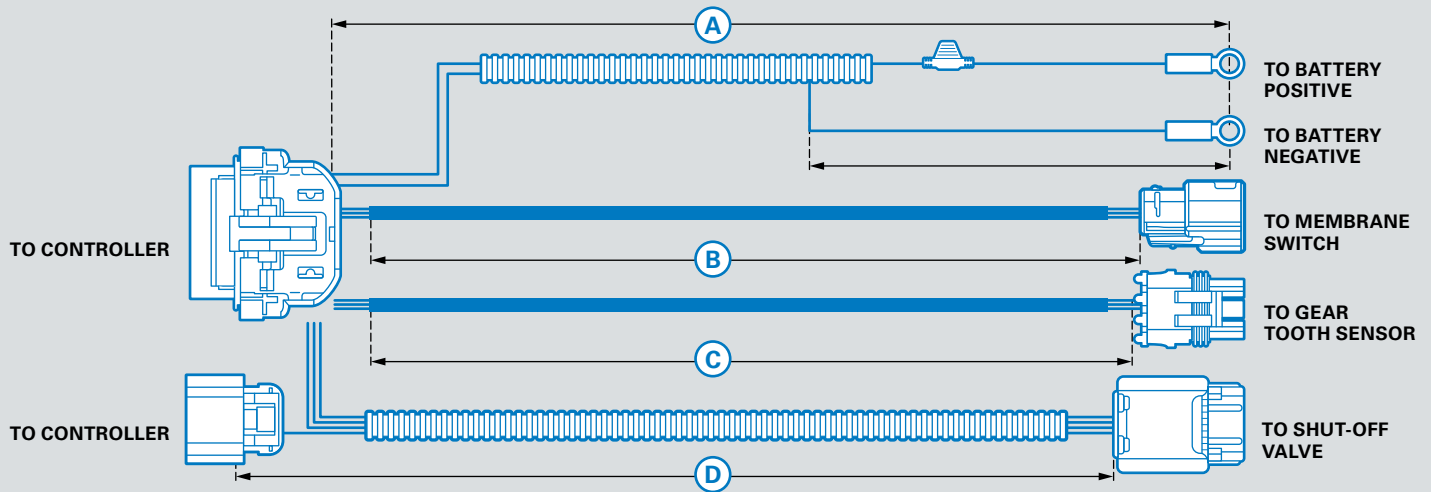 A
TO BATTERY
POSITIVE
TO BATTERY
NEGATIVE
TO CONTROLLER
TO MEMBRANE
SWITCH
B
TO GEAR
TOOTH SENSOR
C
TO CONTROLLER
TO SHUT-OFF
VALVE
D